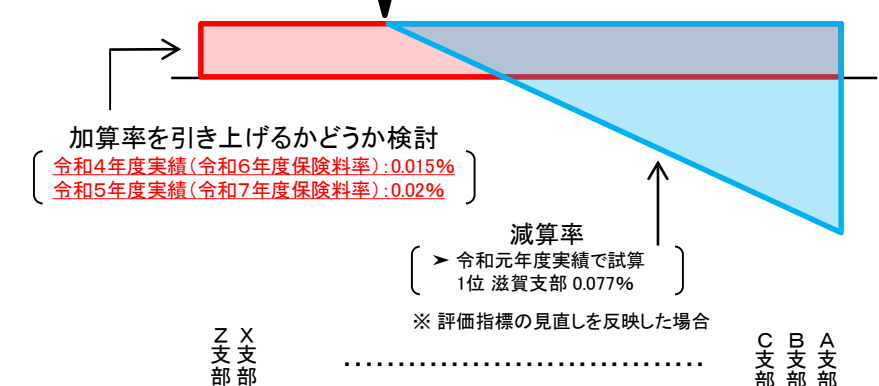 加算率を引き上げるかどうか検討
令和4年度実績（令和6年度保険料率）：0.015％
令和5年度実績（令和7年度保険料率）：0.02％
減算率
➤ 令和元年度実績で試算
1位 滋賀支部 0.077％
※ 評価指標の見直しを反映した場合
Z支部
X支部
‥‥‥‥‥‥‥‥‥‥‥‥‥‥‥‥
C支部
B支部
A支部